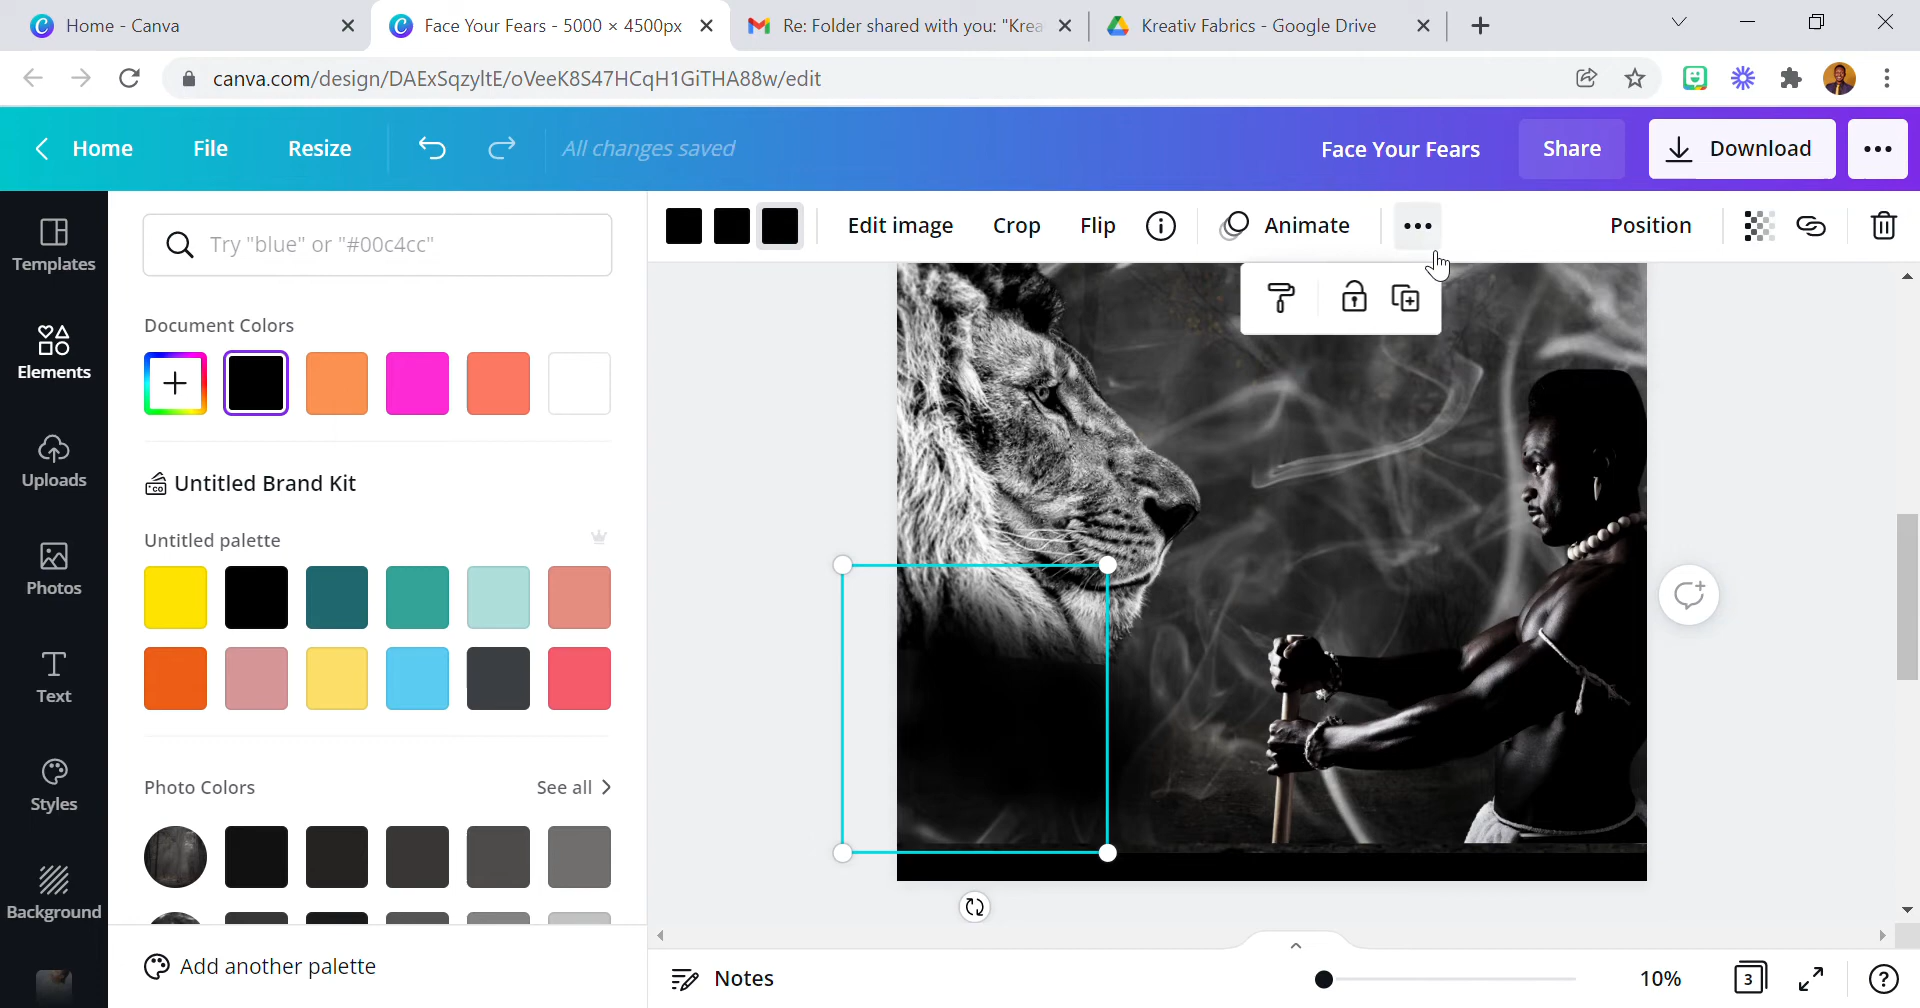 Home - Canva
Face Your Fears - 5000 × 4500px
Re: Folder shared with you: "Krea
Kreativ Fabrics - Google Drive
canva.com/design/DAExSqzyltE/oVeeK8S47HCqH1GiTHA88w/edit
Home
File
Resize
All changes saved
Face Your Fears
Share
Download
Templates
Elements
Uploads
Photos
Text
Styles
Background
Try "blue" or "#00c4cc"
Edit image
Crop
Flip
Animate
Position
Document Colors
Untitled Brand Kit
Untitled palette
Photo Colors
See all
Add another palette
Notes
10%
3